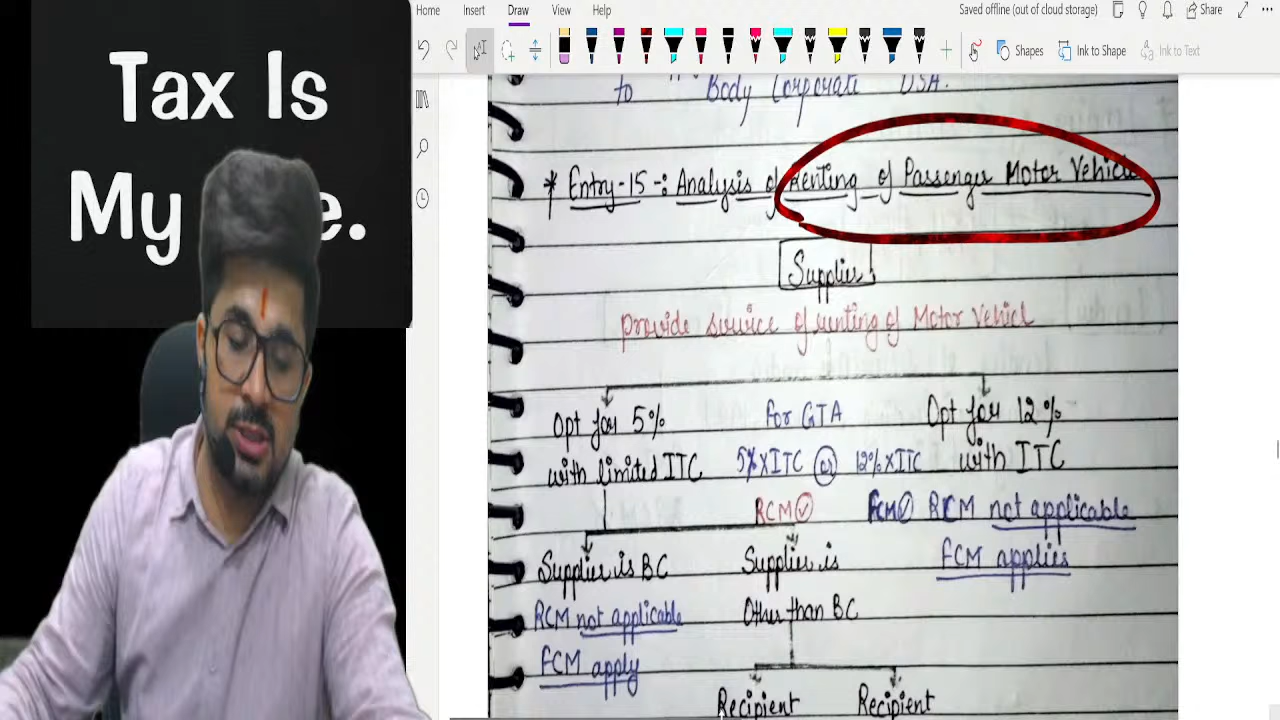 Home Insert Draw View Help
Saved offline (out of cloud storage) Share
Shapes Ink to Shape Ink to Text
Tax Is
My e.
to Body Corporate USA.
* Entry-15-: Analysis of Renting of Passenger Motor Vehicle
Supplier
Provide service of renting of Motor Vehicl
Opt for 5% for GTA Opt for 12%
with limited ITC 5% X ITC or 12% X ITC with ITC
RCM FCM RCM not applicable
Supplier is BC Supplier is FCM applies
RCM not applicable Other than BC
FCM apply
Recipient Recipient